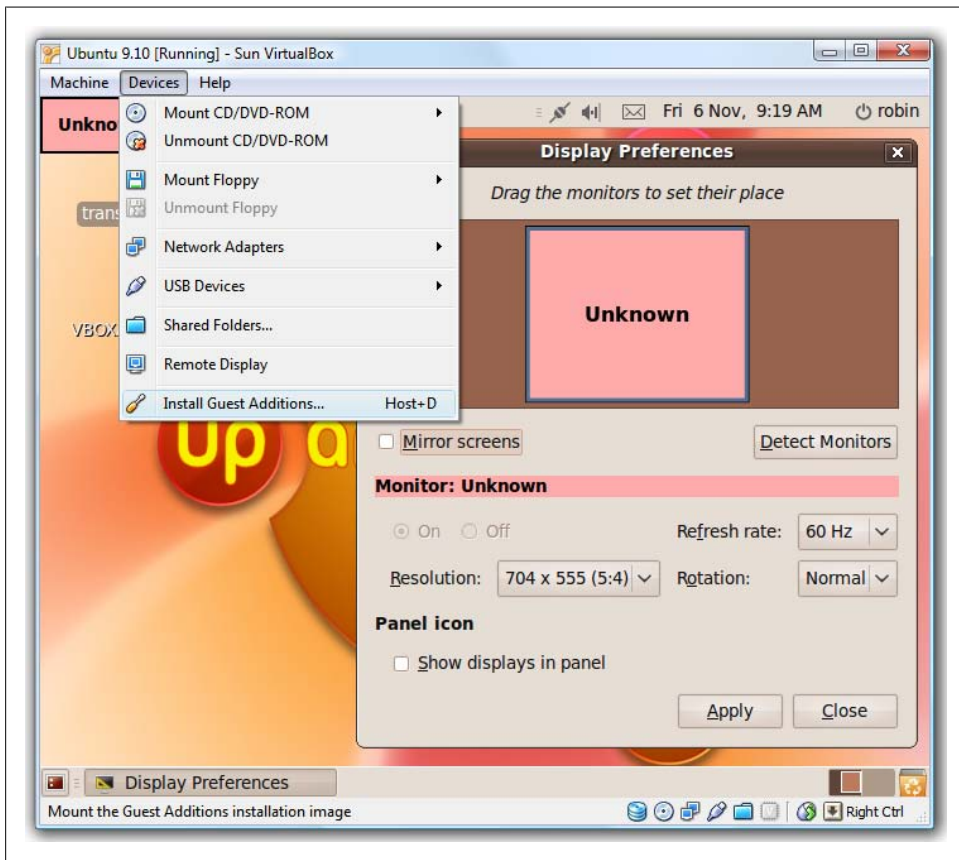 Ubuntu 9.10 [Running] - Sun VirtualBox
Machine Devices Help
Mount CD/DVD-ROM
Unmount CD/DVD-ROM
Mount Floppy
Unmount Floppy
Network Adapters
USB Devices
Shared Folders...
Remote Display
Install Guest Additions... Host+D
Fri 6 Nov, 9:19 AM robin
Display Preferences
Drag the monitors to set their place
Unknown
Mirror screens
Detect Monitors
Monitor: Unknown
On Off
Refresh rate: 60 Hz
Resolution: 704 x 555 (5:4)
Rotation: Normal
Panel icon
Show displays in panel
Apply Close
Unkno
trans
VBOX
Up a
Display Preferences
Mount the Guest Additions installation image
Right Ctrl